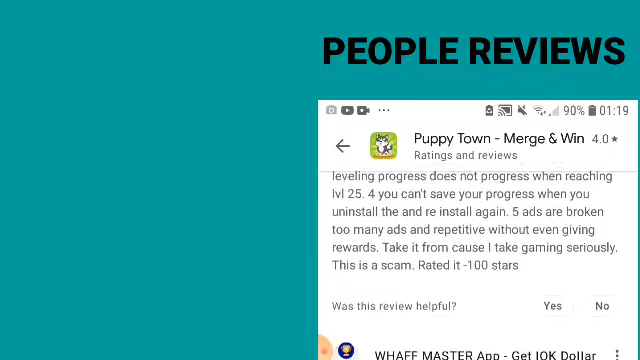 PEOPLE REVIEWS
90% 01:19
Puppy Town - Merge & Win 4.0★
Ratings and reviews
leveling progress does not progress when reaching
lvl 25. 4 you can't save your progress when you
uninstall the and re install again. 5 ads are broken
too many ads and repetitive without even giving
rewards. Take it from cause I take gaming seriously.
This is a scam. Rated it -100 stars
Was this review helpful? Yes No
WHAFF MASTER App - Get IOK Dollar